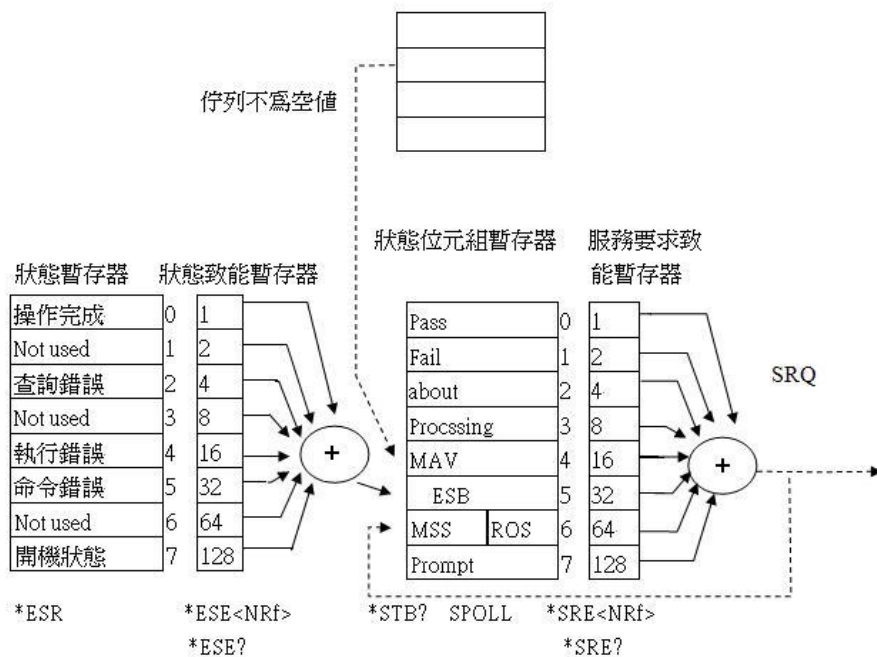 佇列不為空值
狀態暫存器
狀態致能暫存器
操作完成 0 1
Not used 1 2
查詢錯誤 2 4
Not used 3 8
執行錯誤 4 16
命令錯誤 5 32
Not used 6 64
開機狀態 7 128
+
*ESR
*ESE<NRf>
*ESE?
狀態位元組暫存器
服務要求致
能暫存器
Pass 0 1
Fail 1 2
about 2 4
Procssing 3 8
MAV 4 16
ESB 5 32
MSS ROS 6 64
Prompt 7 128
+
SRQ
*STB? SPOLL
*SRE<NRf>
*SRE?